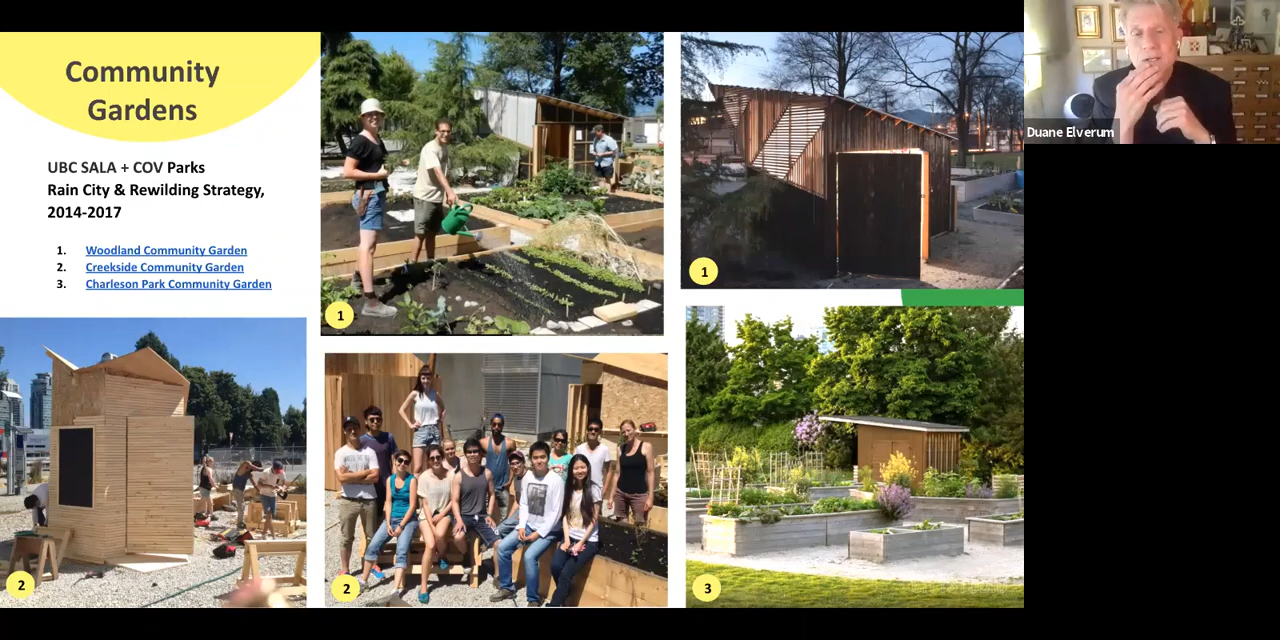 Community
Gardens
UBC SALA + COV Parks
Rain City & Rewilding Strategy,
2014-2017
1. Woodland Community Garden
2. Creekside Community Garden
3. Charleson Park Community Garden
1
1
2
2
3
Duane Elverum